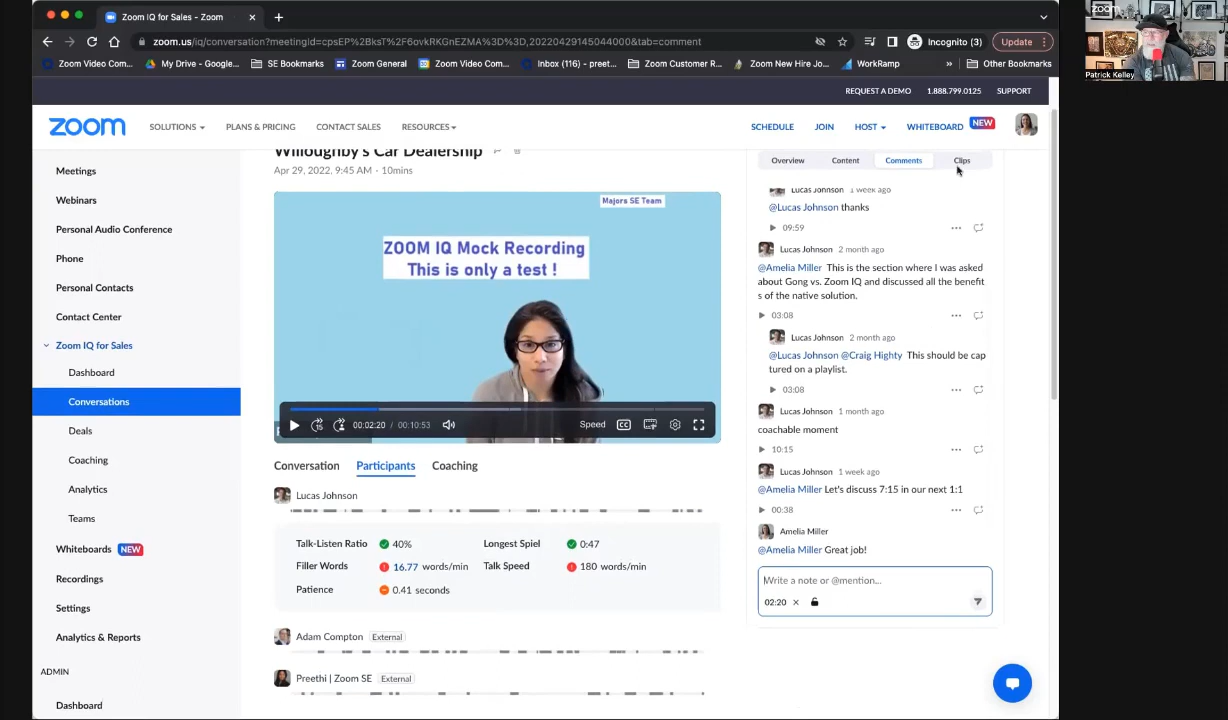 Zoom IQ for Sales - Zoom
zoom.us/iq/conversation?meetingId=cpsEP%2BksT%2F6ovkRKGnEZMA%3D%3D,20220429145044000&tab=comment
Incognito (3)
Update
Zoom Video Com...
My Drive - Google...
SE Bookmarks
Zoom General
Zoom Video Com...
Inbox (116) - preet...
Zoom Customer R...
Zoom New Hire Jo...
WorkRamp
»
Other Bookmarks
zoom
Patrick Kelley
REQUEST A DEMO
1.888.799.0125
SUPPORT
zoom
SOLUTIONS
PLANS & PRICING
CONTACT SALES
RESOURCES
SCHEDULE
JOIN
HOST
WHITEBOARD
NEW
Meetings
Webinars
Personal Audio Conference
Phone
Personal Contacts
Contact Center
Zoom IQ for Sales
Dashboard
Conversations
Deals
Coaching
Analytics
Teams
Whiteboards NEW
Recordings
Settings
Analytics & Reports
ADMIN
Dashboard
Willoughby's Car Dealership
Apr 29, 2022, 9:45 AM - 10mins
Majors SE Team
ZOOM IQ Mock Recording
This is only a test !
15
00:02:20 / 00:10:53
Speed
CC
Conversation
Participants
Coaching
Lucas Johnson
Talk-Listen Ratio 40%
Longest Spiel 0:47
Filler Words 16.77 words/min
Talk Speed 180 words/min
Patience 0.41 seconds
Adam Compton External
Preethi | Zoom SE External
Overview
Content
Comments
Clips
Lucas Johnson 1 week ago
@Lucas Johnson thanks
09:59
Lucas Johnson 2 month ago
@Amelia Miller This is the section where I was asked
about Gong vs. Zoom IQ and discussed all the benefit
s of the native solution.
03:08
Lucas Johnson 2 month ago
@Lucas Johnson @Craig Highty This should be cap
tured on a playlist.
03:08
Lucas Johnson 1 month ago
coachable moment
10:15
Lucas Johnson 1 week ago
@Amelia Miller Let's discuss 7:15 in our next 1:1
00:38
Amelia Miller
@Amelia Miller Great job!
Write a note or @mention...
02:20 ×